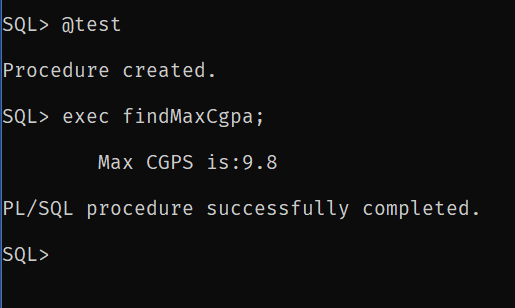 SQL> @test
Procedure created.
SQL> exec findMaxCgpa;
Max CGPS is:9.8
PL/SQL procedure successfully completed.
SQL>